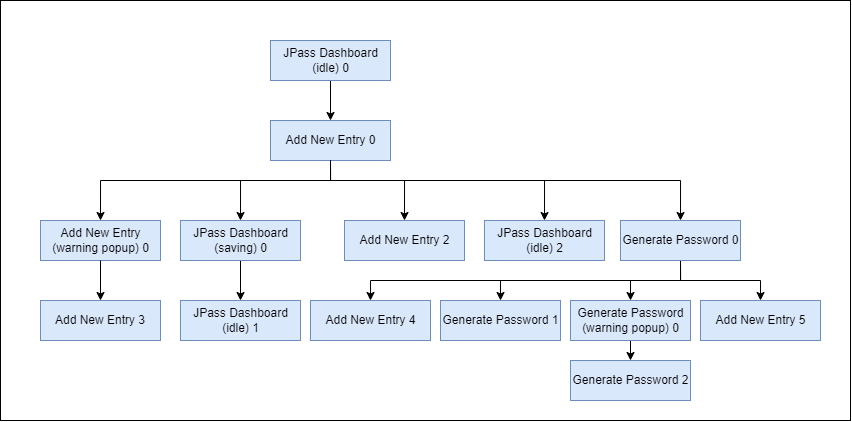 JPass Dashboard
(idle) 0
Add New Entry 0
Add New Entry
(warning popup) 0
JPass Dashboard
(saving) 0
Add New Entry 2
JPass Dashboard
(idle) 2
Generate Password 0
Add New Entry 3
JPass Dashboard
(idle) 1
Add New Entry 4
Generate Password 1
Generate Password
(warning popup) 0
Add New Entry 5
Generate Password 2